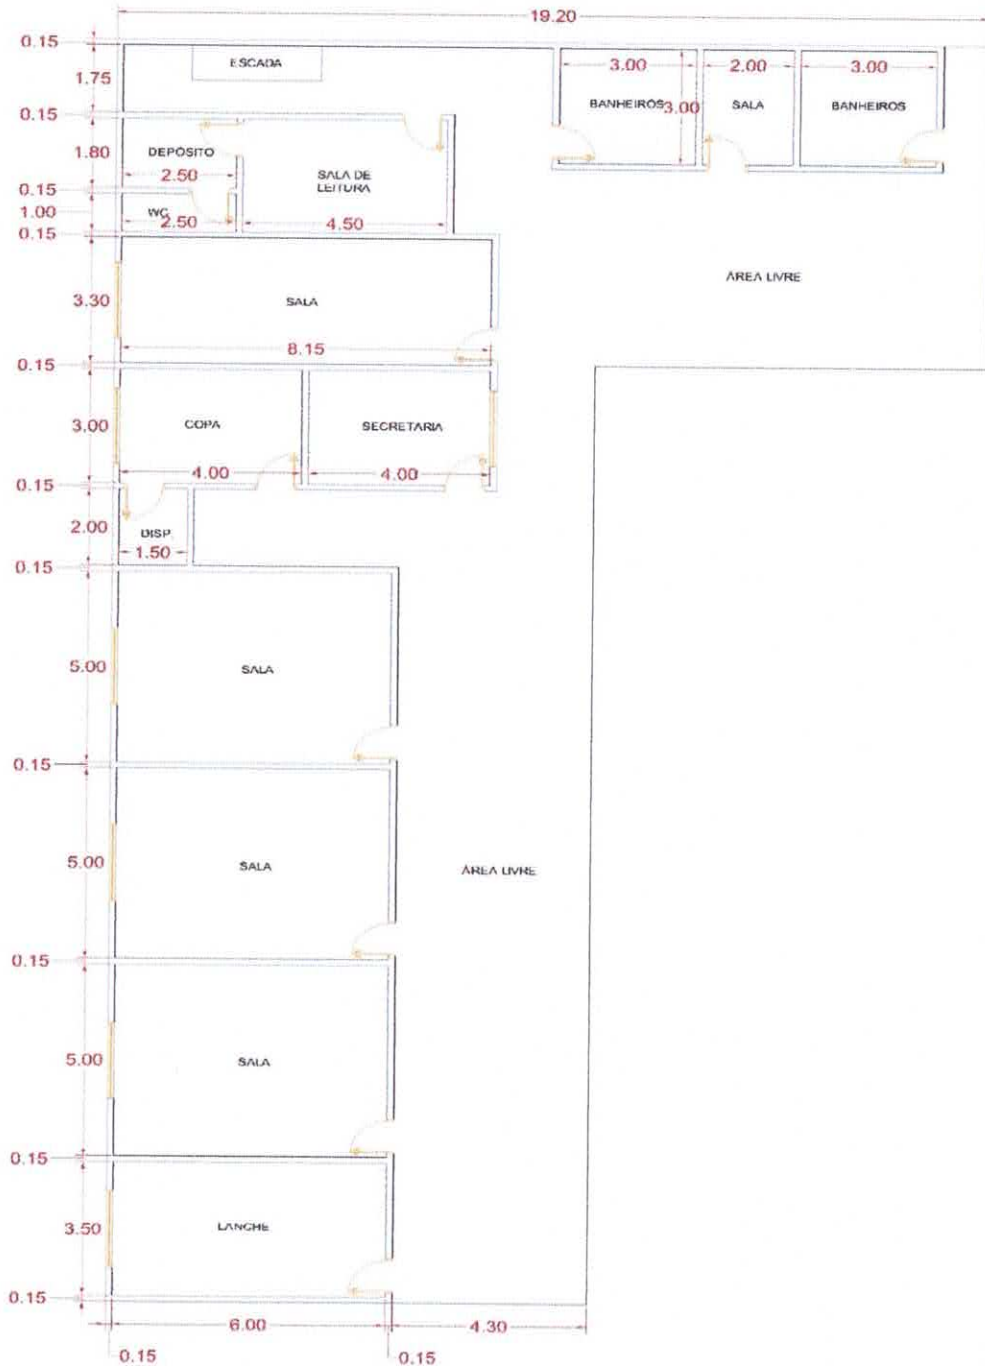 19.20
0.15
1.75
ESCADA
3.00
2.00
3.00
BANHEIROS
3.00
SALA
BANHEIROS
0.15
1.80
DEPÓSITO
2.50
SALA DE
LEITURA
0.15
1.00
WC
2.50
4.50
0.15
ÁREA LIVRE
3.30
SALA
8.15
0.15
3.00
COPA
SECRETARIA
4.00
4.00
0.15
2.00
DISP.
1.50
0.15
5.00
SALA
0.15
5.00
SALA
ÁREA LIVRE
0.15
5.00
SALA
0.15
3.50
LANCHE
0.15
6.00
4.30
0.15
0.15